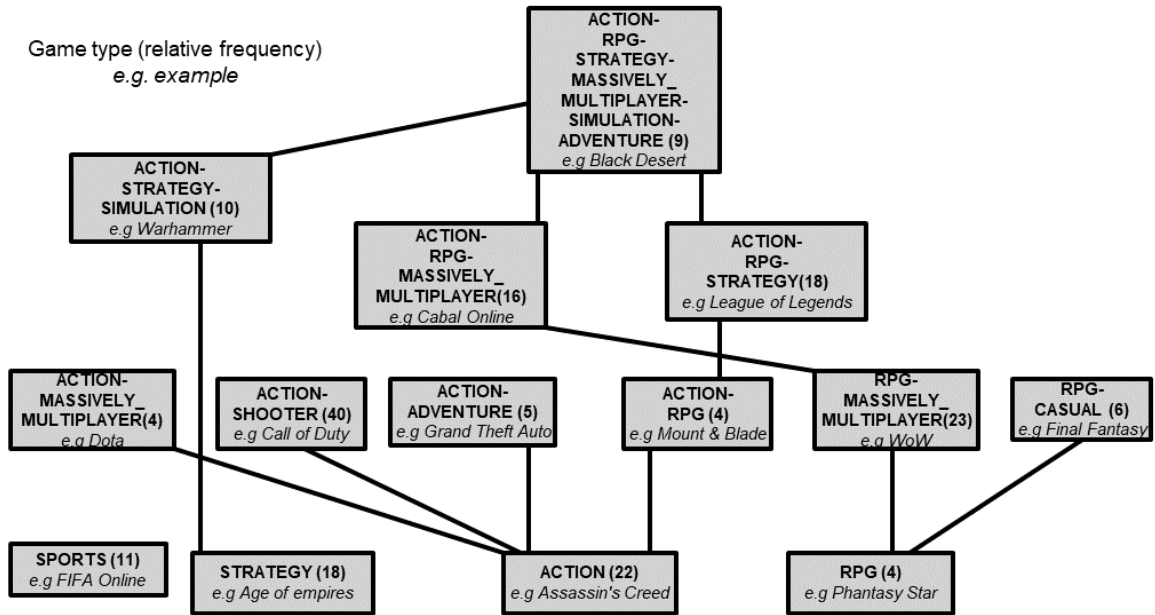 Game type (relative frequency)
e.g. example
ACTION-
RPG-
STRATEGY-
MASSIVELY_
MULTIPLAYER-
SIMULATION-
ADVENTURE (9)
e.g Black Desert
ACTION-
STRATEGY-
SIMULATION (10)
e.g Warhammer
ACTION-
RPG-
MASSIVELY_
MULTIPLAYER(16)
e.g Cabal Online
ACTION-
RPG-
STRATEGY(18)
e.g League of Legends
ACTION-
MASSIVELY_
MULTIPLAYER(4)
e.g Dota
ACTION-
SHOOTER (40)
e.g Call of Duty
ACTION-
ADVENTURE (5)
e.g Grand Theft Auto
ACTION-
RPG (4)
e.g Mount & Blade
RPG-
MASSIVELY_
MULTIPLAYER(23)
e.g WoW
RPG-
CASUAL (6)
e.g Final Fantasy
SPORTS (11)
e.g FIFA Online
STRATEGY (18)
e.g Age of empires
ACTION (22)
e.g Assassin's Creed
RPG (4)
e.g Phantasy Star